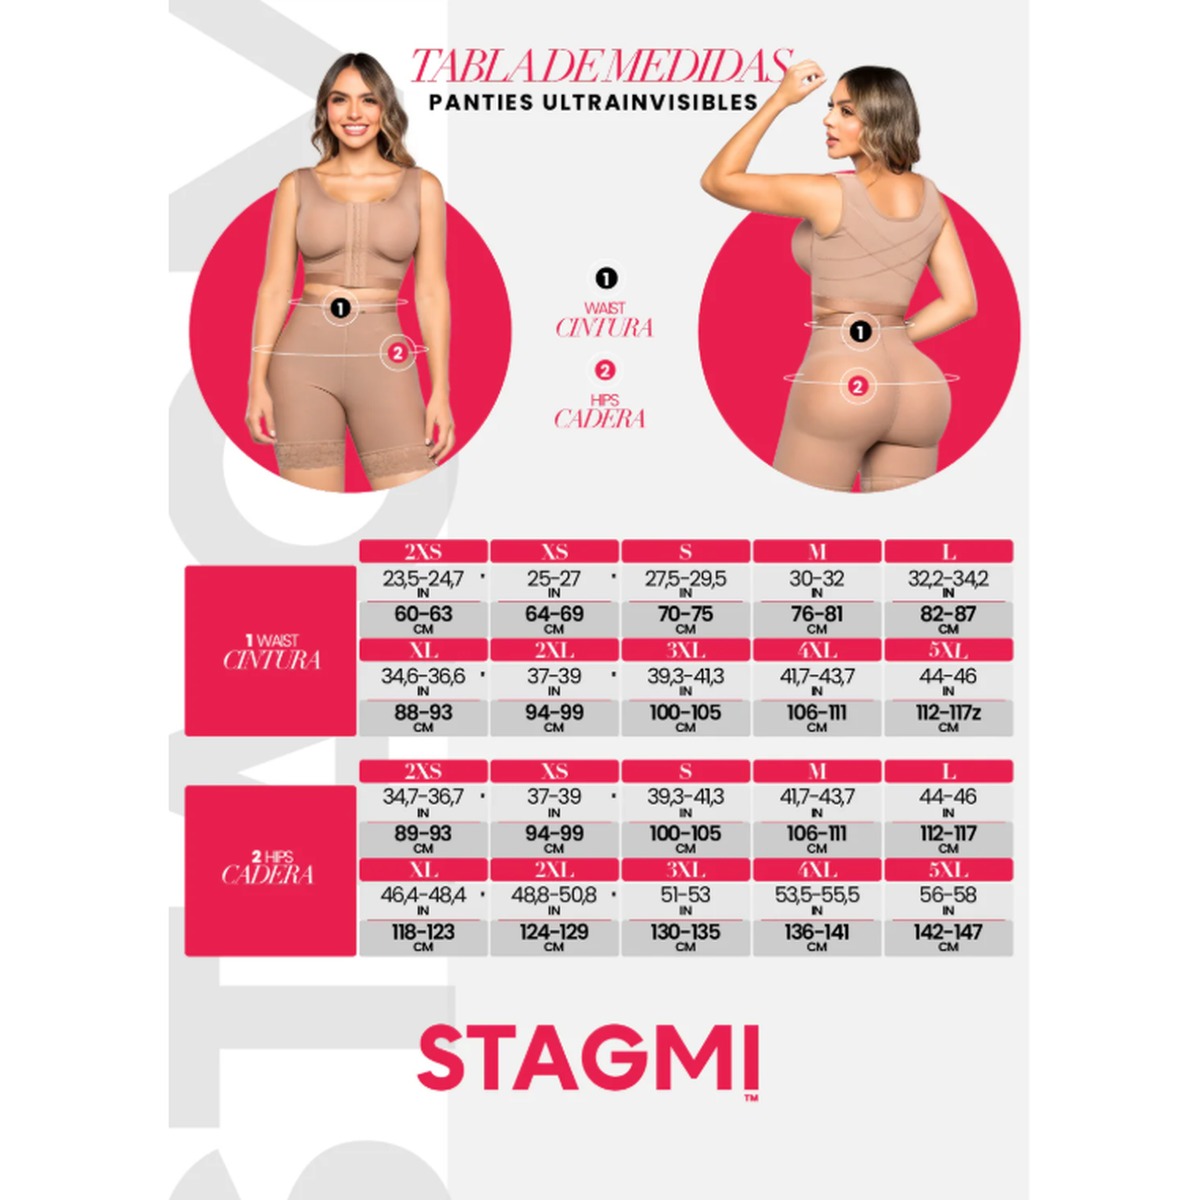 TABLA DE MEDIDAS
PANTIES ULTRAINVISIBLES
1
WAIST
CINTURA
2
HIPS
CADERA
1
2
1
2
2XS XS S M L
23,5-24,7 25-27 27,5-29,5 30-32 32,2-34,2
IN IN IN IN IN
60-63 64-69 70-75 76-81 82-87
CM CM CM CM CM
1 WAIST
CINTURA
XL 2XL 3XL 4XL 5XL
34,6-36,6 37-39 39,3-41,3 41,7-43,7 44-46
IN IN IN IN IN
88-93 94-99 100-105 106-111 112-117z
CM CM CM CM CM
2XS XS S M L
34,7-36,7 37-39 39,3-41,3 41,7-43,7 44-46
IN IN IN IN IN
89-93 94-99 100-105 106-111 112-117
CM CM CM CM CM
2 HIPS
CADERA
XL 2XL 3XL 4XL 5XL
46,4-48,4 48,8-50,8 51-53 53,5-55,5 56-58
IN IN IN IN IN
118-123 124-129 130-135 136-141 142-147
CM CM CM CM CM
STAGMI
TM